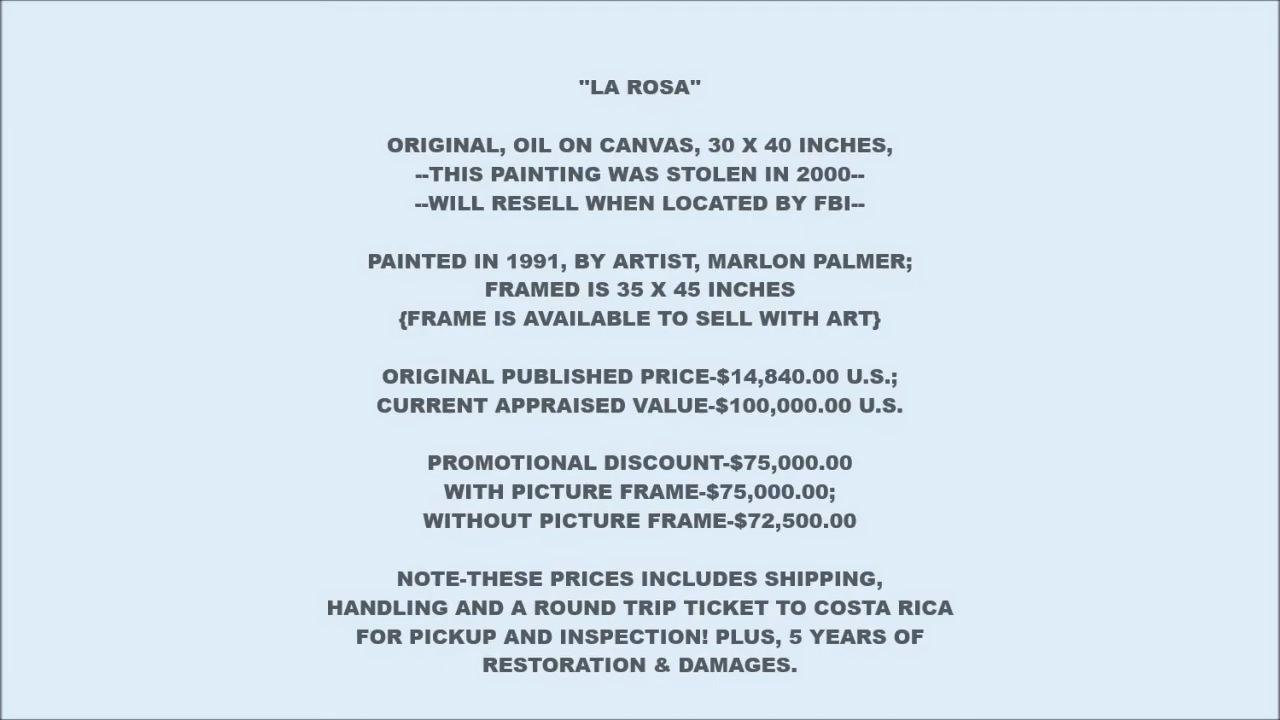 "LA ROSA"
ORIGINAL, OIL ON CANVAS, 30 X 40 INCHES,
--THIS PAINTING WAS STOLEN IN 2000--
--WILL RESELL WHEN LOCATED BY FBI--
PAINTED IN 1991, BY ARTIST, MARLON PALMER;
FRAMED IS 35 X 45 INCHES
{FRAME IS AVAILABLE TO SELL WITH ART}
ORIGINAL PUBLISHED PRICE-$14,840.00 U.S.;
CURRENT APPRAISED VALUE-$100,000.00 U.S.
PROMOTIONAL DISCOUNT-$75,000.00
WITH PICTURE FRAME-$75,000.00;
WITHOUT PICTURE FRAME-$72,500.00
NOTE-THESE PRICES INCLUDES SHIPPING,
HANDLING AND A ROUND TRIP TICKET TO COSTA RICA
FOR PICKUP AND INSPECTION! PLUS, 5 YEARS OF
RESTORATION & DAMAGES.